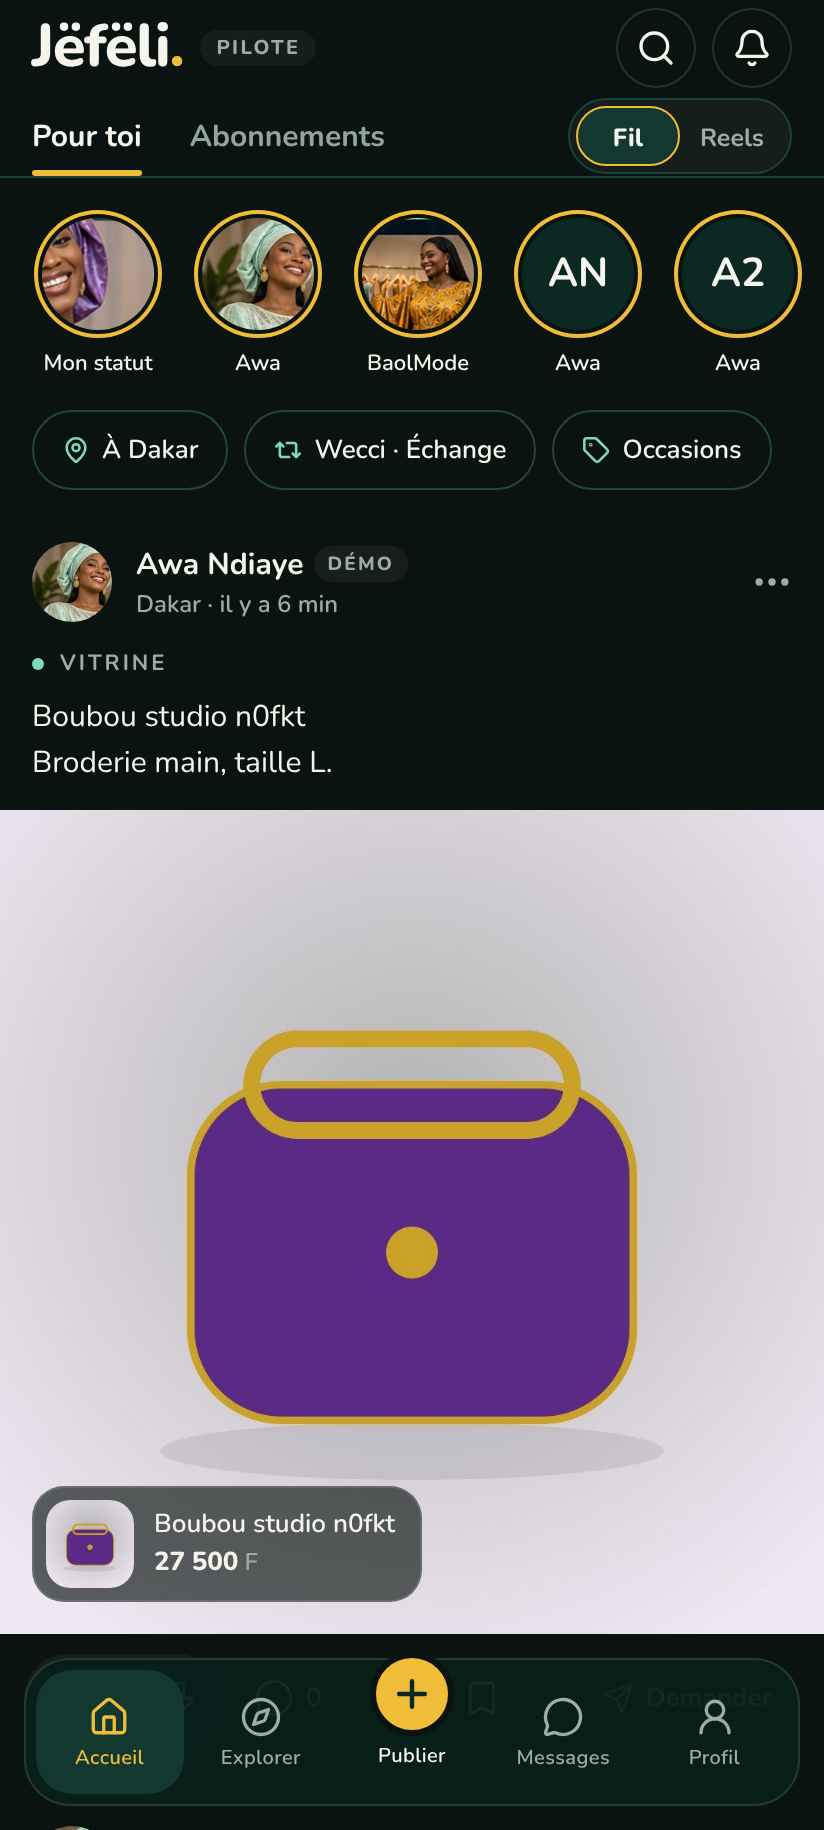 Jëfëli.
PILOTE
Pour toi
Abonnements
Fil
Reels
AN
A2
Mon statut
Awa
BaolMode
Awa
Awa
À Dakar
Wecci · Échange
Occasions
Awa Ndiaye
DÉMO
Dakar · il y a 6 min
VITRINE
Boubou studio n0fkt
Broderie main, taille L.
Boubou studio n0fkt
27 500 F
0
Demander
Accueil
Explorer
Publier
Messages
Profil